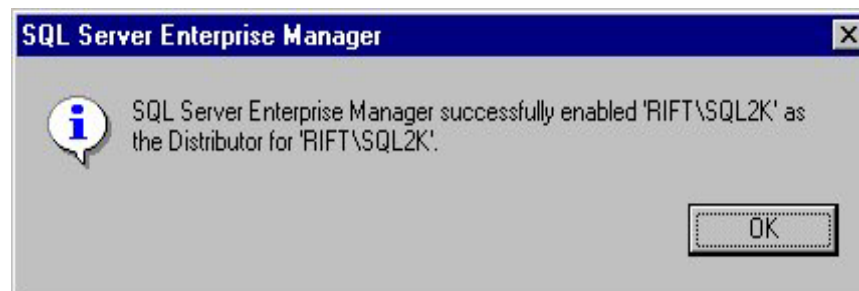 SQL Server Enterprise Manager
SQL Server Enterprise Manager successfully enabled 'RIFT\SQL2K' as
the Distributor for 'RIFT\SQL2K'.
OK